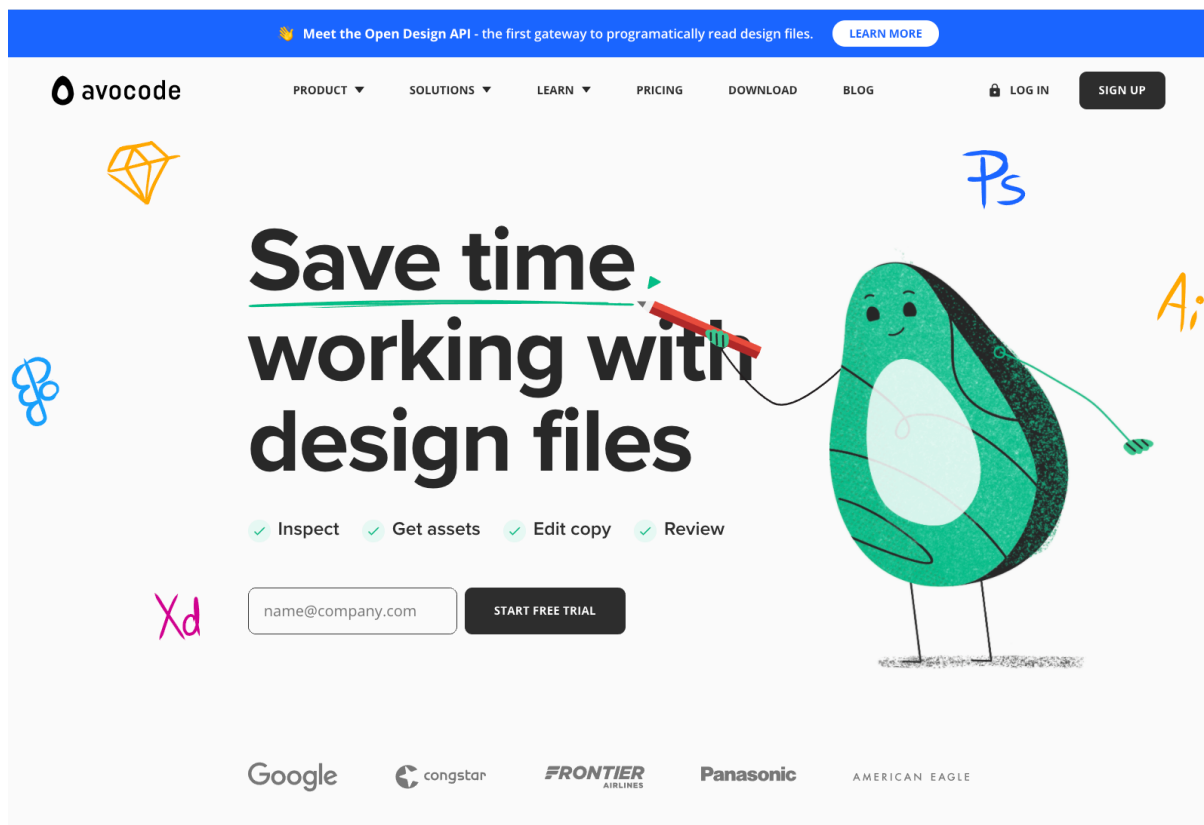 👋 Meet the Open Design API - the first gateway to programatically read design files. LEARN MORE
avocode PRODUCT SOLUTIONS LEARN PRICING DOWNLOAD BLOG LOG IN SIGN UP
Ps
Save time
Ai
working with
design files
Inspect Get assets Edit copy Review
Xd
name@company.com START FREE TRIAL
Google congstar FRONTIER AIRLINES Panasonic AMERICAN EAGLE